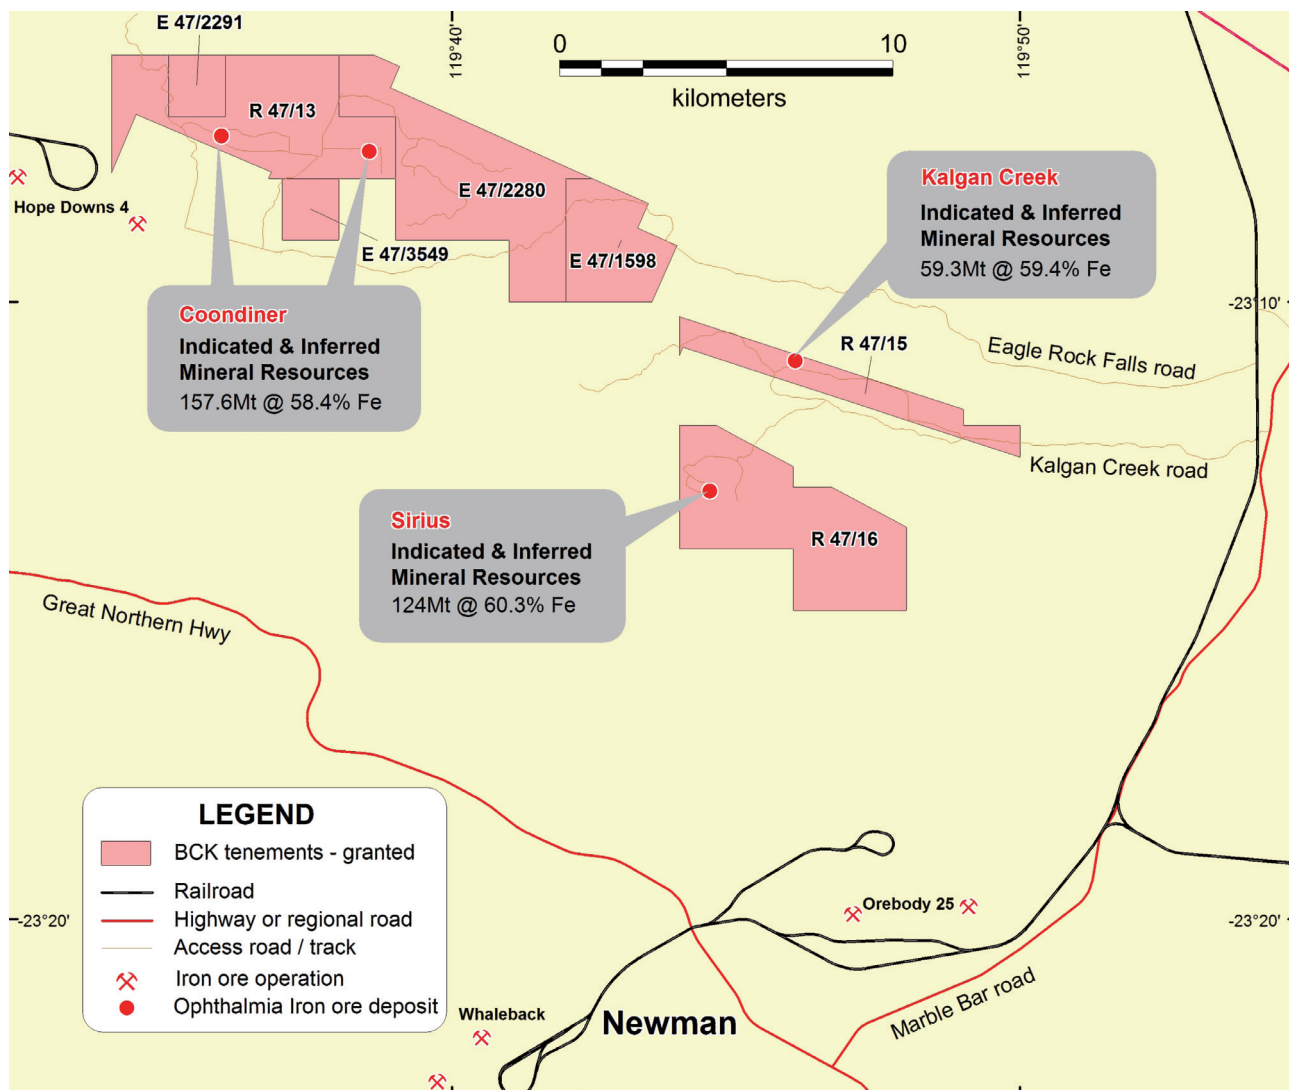 E 47/2291
119°40'
0
10
kilometers
119°50'
R 47/13
E 47/2280
Hope Downs 4
E 47/3549
E 47/1598
Kalgan Creek
Indicated & Inferred
Mineral Resources
59.3Mt @ 59.4% Fe
-23°10'
Coondiner
Indicated & Inferred
Mineral Resources
157.6Mt @ 58.4% Fe
R 47/15
Eagle Rock Falls road
Kalgan Creek road
Sirius
Indicated & Inferred
Mineral Resources
124Mt @ 60.3% Fe
R 47/16
Great Northern Hwy
LEGEND
BCK tenements - granted
Railroad
Highway or regional road
Access road / track
Iron ore operation
Ophthalmia Iron ore deposit
-23°20'
Orebody 25
-23°20'
Marble Bar road
Whaleback
Newman